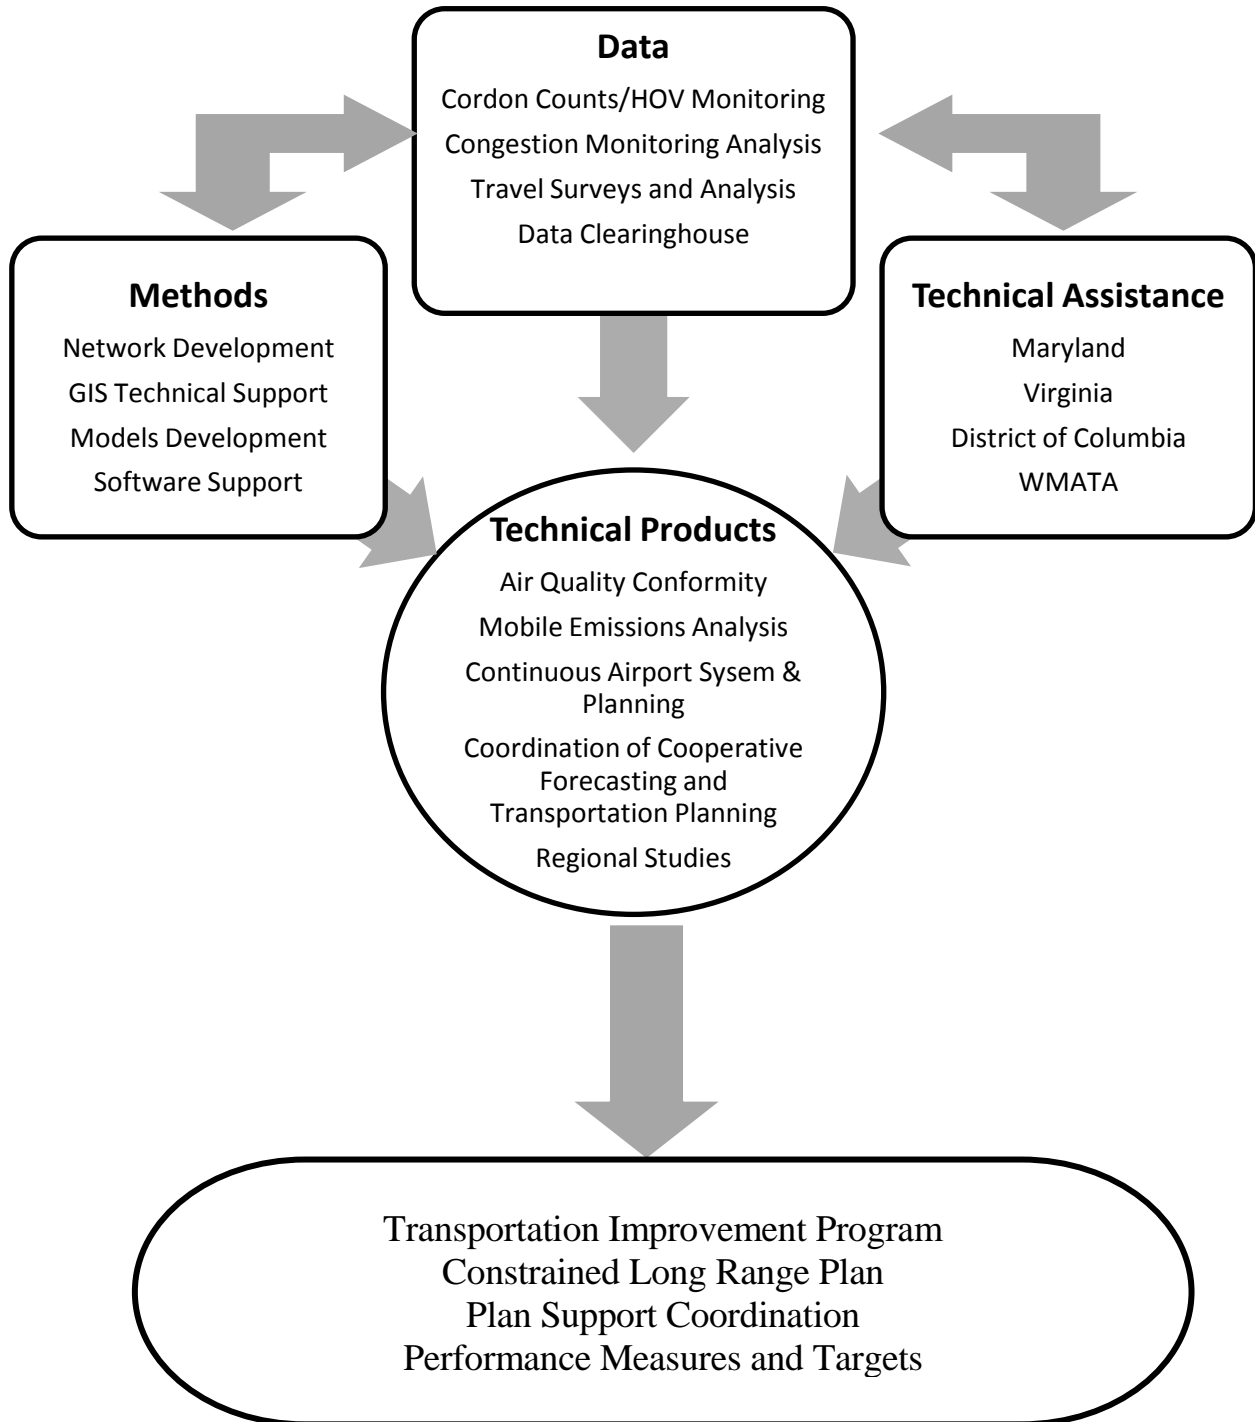 Data
Cordon Counts/HOV Monitoring
Congestion Monitoring Analysis
Travel Surveys and Analysis
Data Clearinghouse
Methods
Network Development
GIS Technical Support
Models Development
Software Support
Technical Assistance
Maryland
Virginia
District of Columbia
WMATA
Technical Products
Air Quality Conformity
Mobile Emissions Analysis
Continuous Airport Sysem &
Planning
Coordination of Cooperative
Forecasting and
Transportation Planning
Regional Studies
Transportation Improvement Program
Constrained Long Range Plan
Plan Support Coordination
Performance Measures and Targets